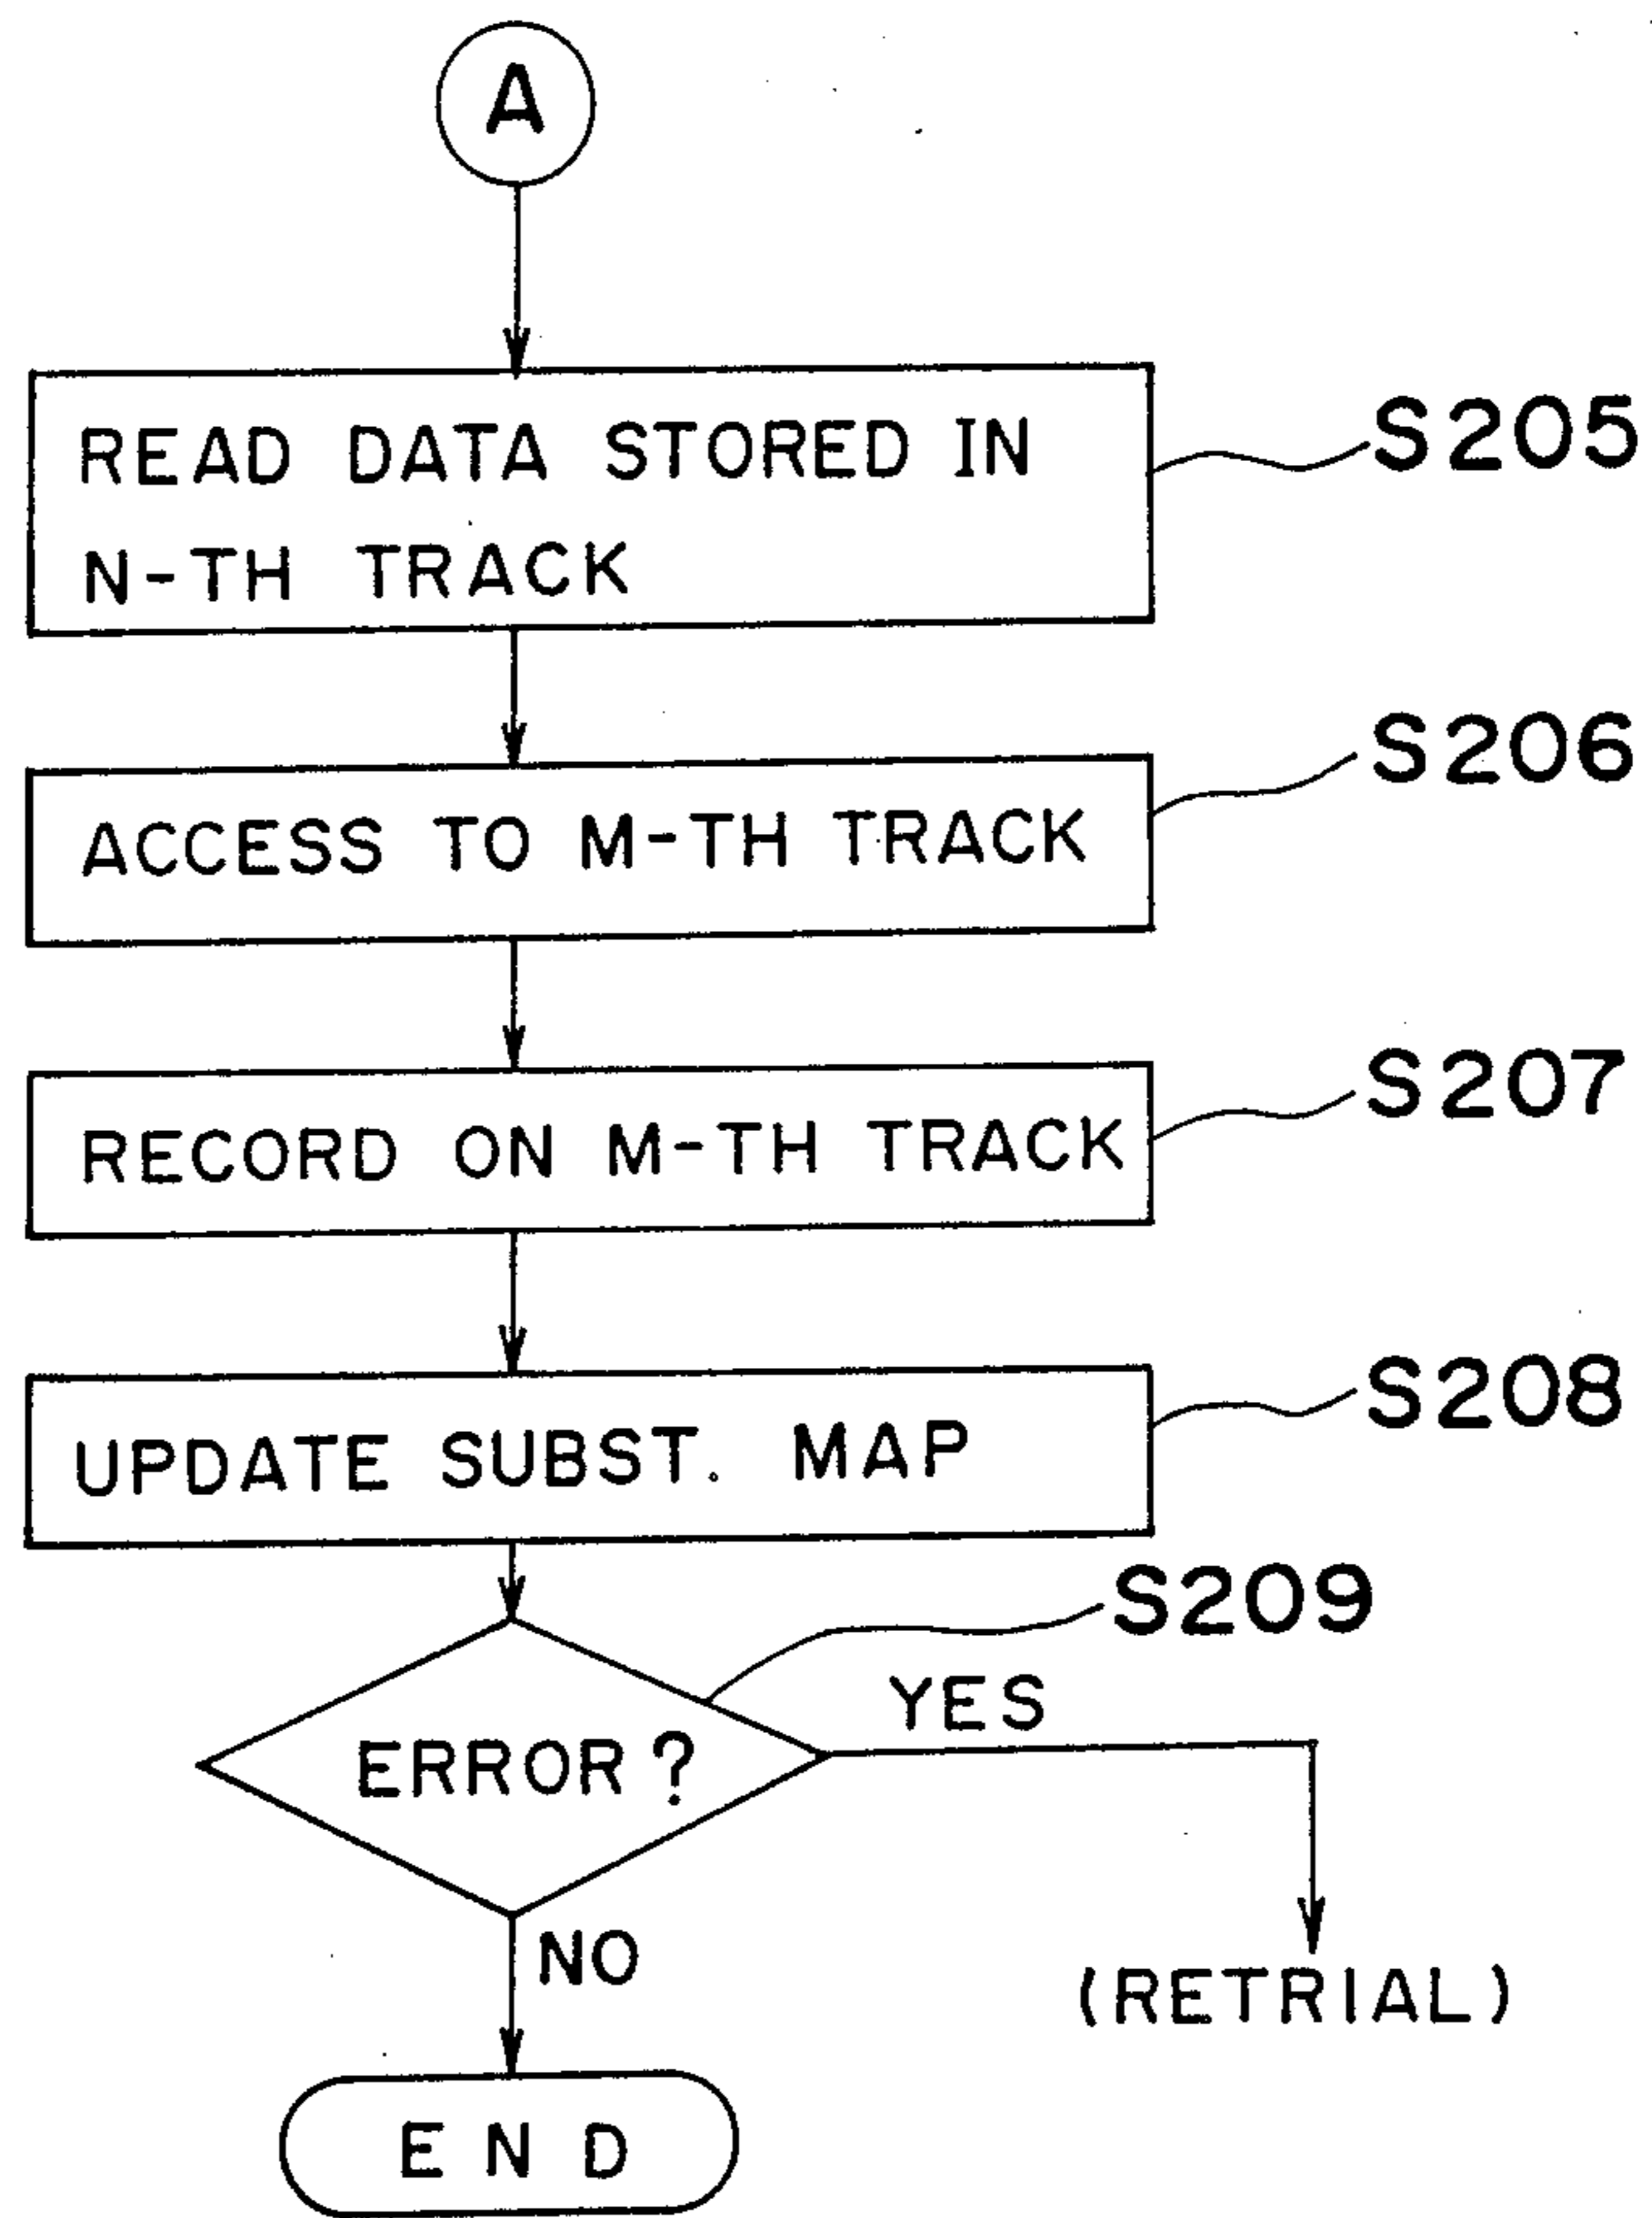 A
READ DATA STORED IN
N-TH TRACK
S205
ACCESS TO M-TH TRACK
S206
RECORD ON M-TH TRACK
S207
UPDATE SUBST. MAP
S208
S209
ERROR?
YES
NO
(RETRIAL)
END